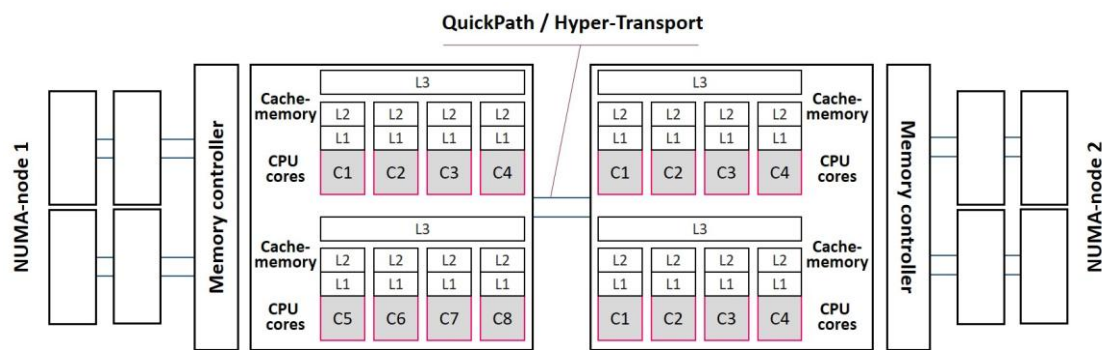 QuickPath / Hyper-Transport
NUMA-node 1
Memory controller
L3
Cache-
memory
L2 L2 L2 L2
L1 L1 L1 L1
CPU
cores
C1 C2 C3 C4
L3
Cache-
memory
L2 L2 L2 L2
L1 L1 L1 L1
CPU
cores
C5 C6 C7 C8
L3
Cache-
memory
L2 L2 L2 L2
L1 L1 L1 L1
CPU
cores
C1 C2 C3 C4
L3
Cache-
memory
L2 L2 L2 L2
L1 L1 L1 L1
CPU
cores
C1 C2 C3 C4
Memory controller
NUMA-node 2